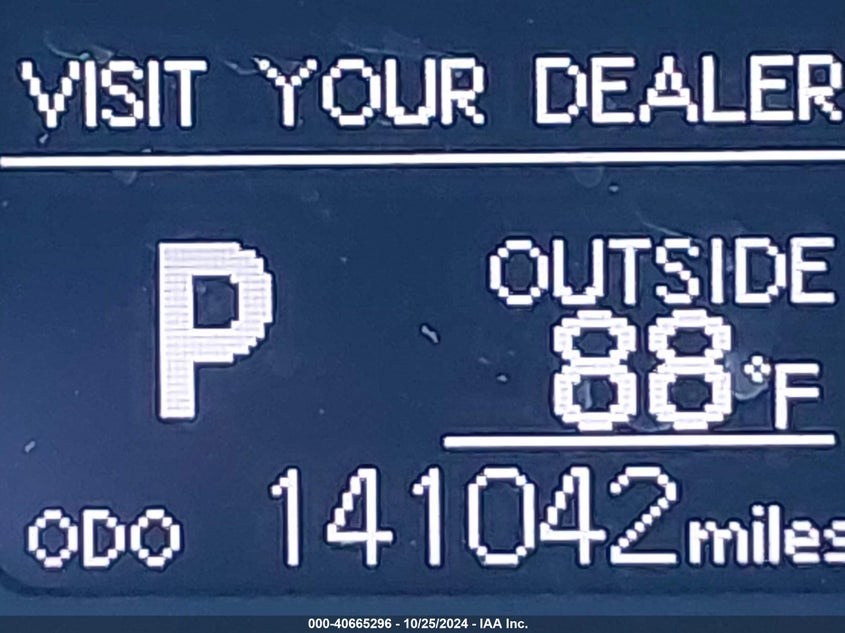 VISIT YOUR DEALER
P
OUTSIDE
88°F
ODO 141042 miles
000-40665296 - 10/25/2024 - IAA Inc.